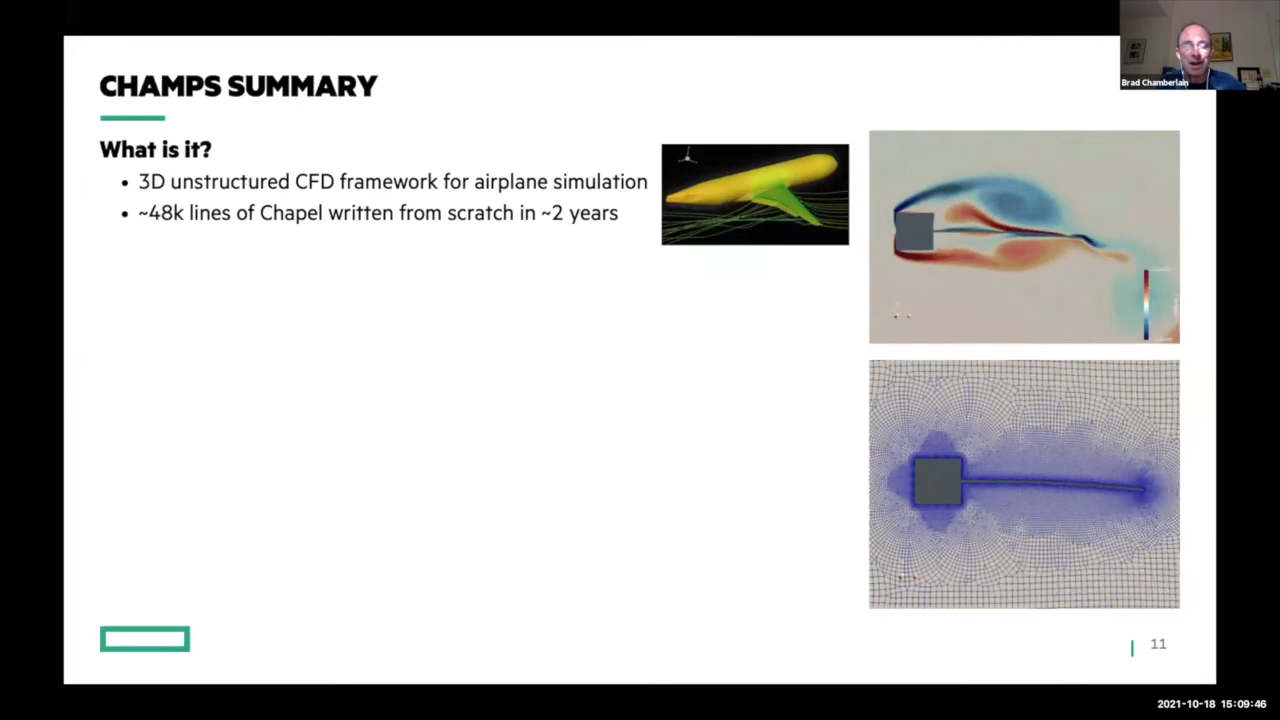 CHAMPS SUMMARY
Brad Chamberlain
What is it?
• 3D unstructured CFD framework for airplane simulation
• ~48k lines of Chapel written from scratch in ~2 years
11
2021-10-18 15:09:46